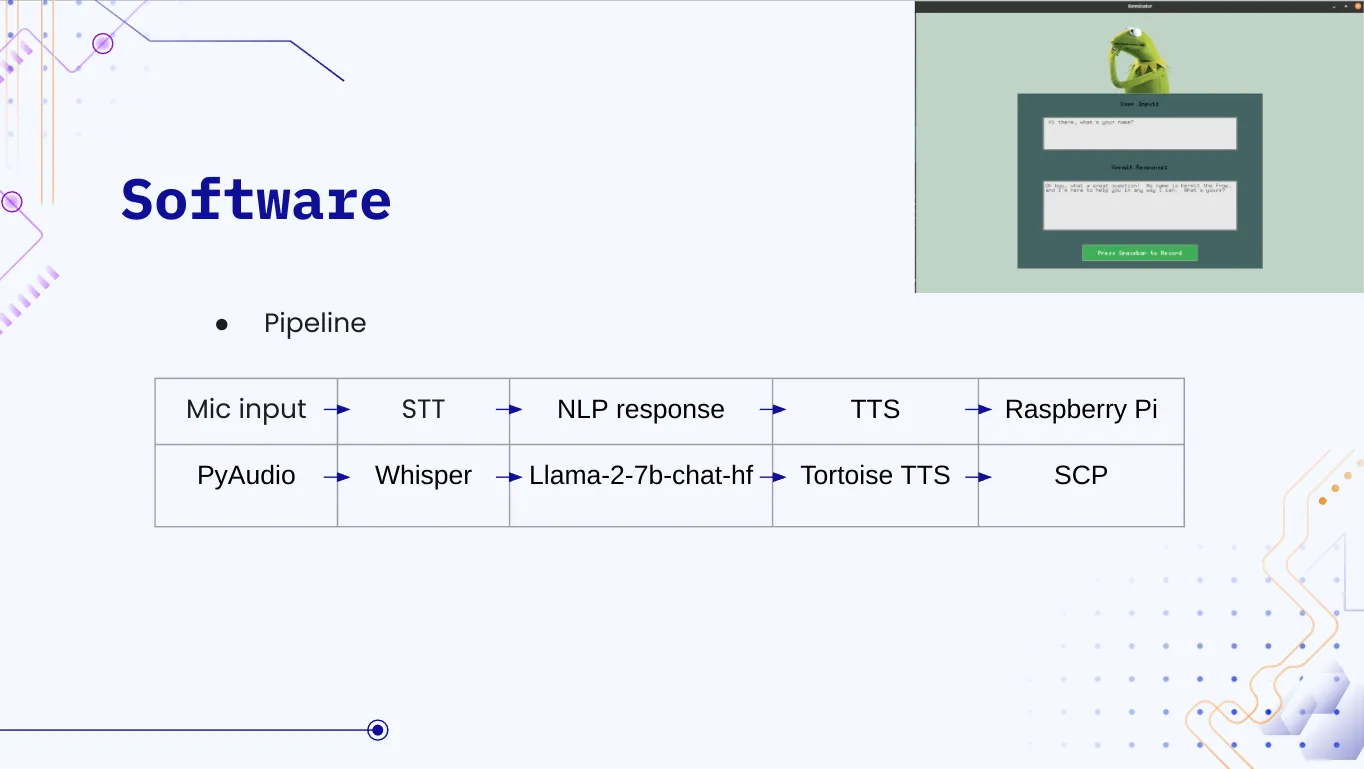 Kerminator
User Input:
Hi there, what's your name?
Kermit Response:
Oh boy, what a great question! My name is Kermit the Frog,
and I'm here to help you in any way I can. What's yours?
Press Spacebar to Record
Software
● Pipeline
Mic input STT NLP response TTS Raspberry Pi
PyAudio Whisper Llama-2-7b-chat-hf Tortoise TTS SCP